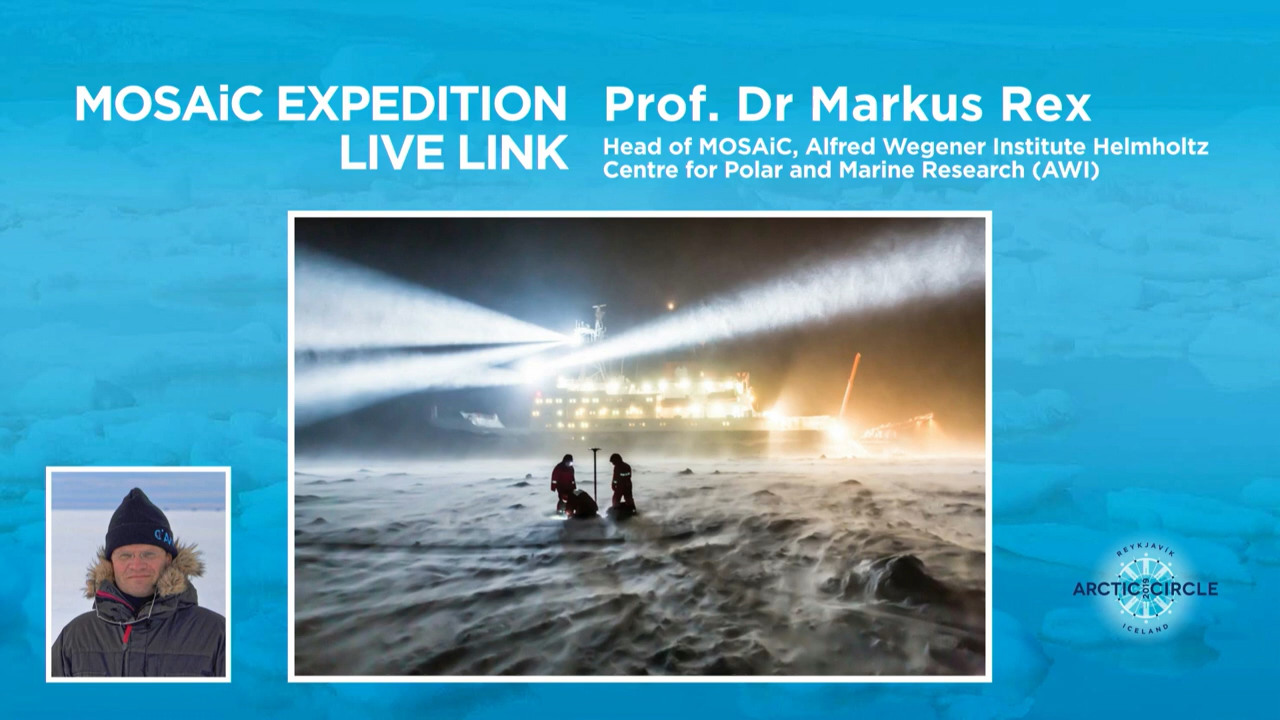 MOSAiC EXPEDITION
LIVE LINK
Prof. Dr Markus Rex
Head of MOSAiC, Alfred Wegener Institute Helmholtz
Centre for Polar and Marine Research (AWI)
REYKJAVÍK
ARCTIC CIRCLE
2019
ICELAND